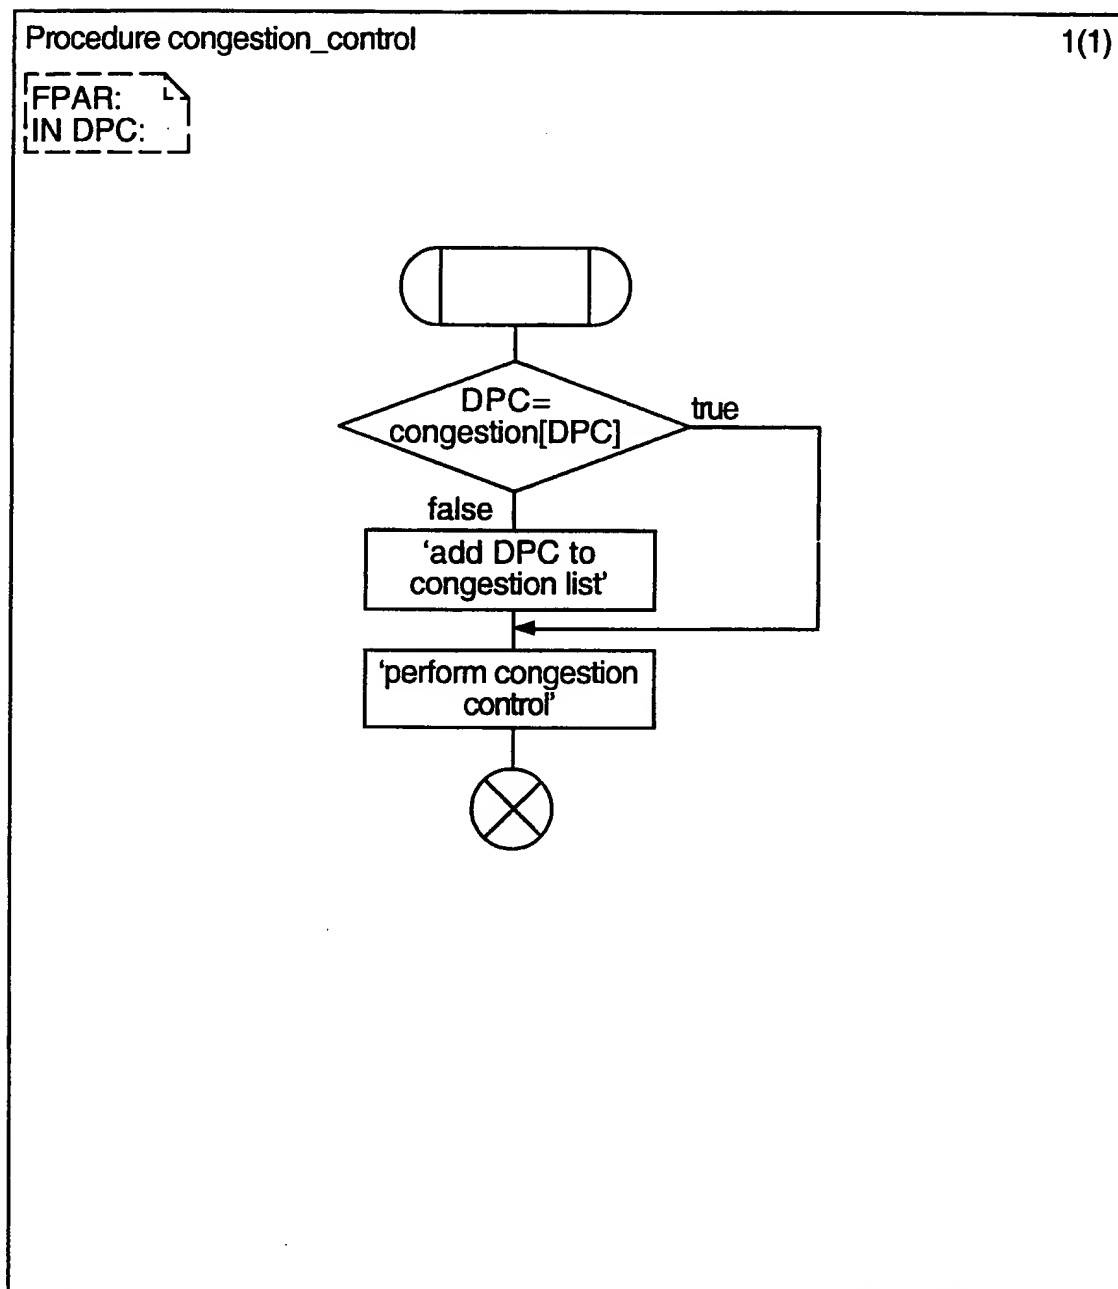 Procedure congestion_control
1(1)
FPAR:
IN DPC:
DPC=
congestion[DPC]
true
false
‘add DPC to
congestion list’
‘perform congestion
control’